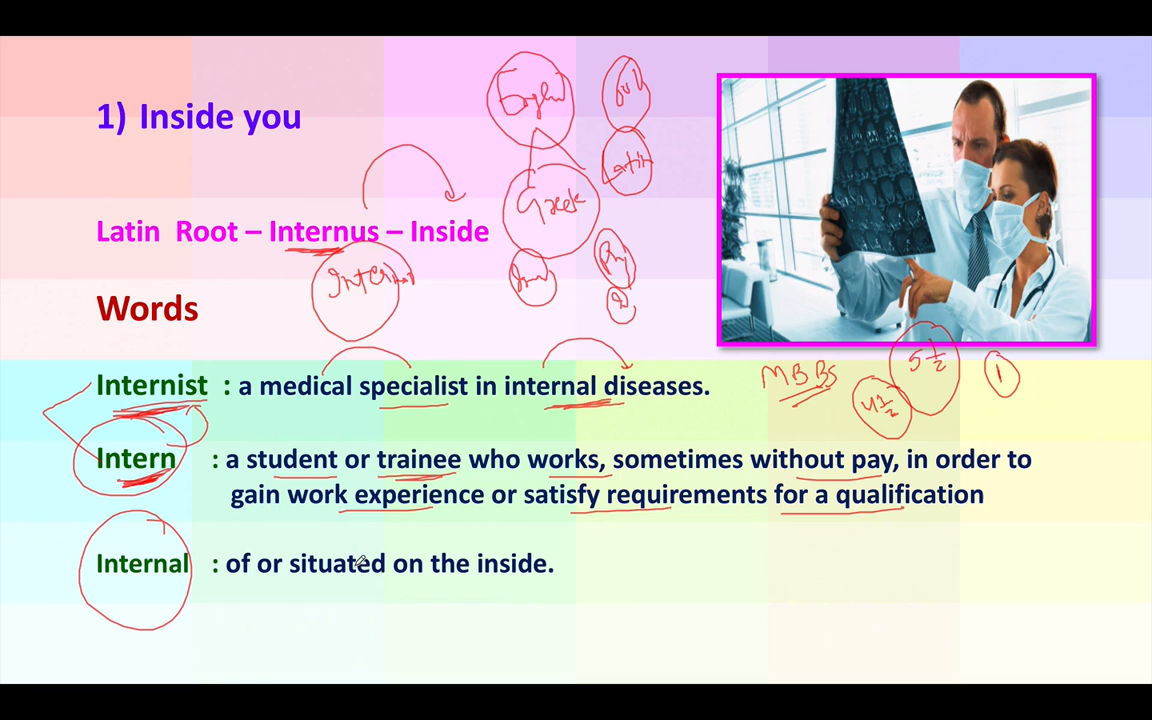 1) Inside you
English
Latin
Greek
Latin Root – Internus – Inside
Internal
Words
Internist : a medical specialist in internal diseases.
MBBS
5 1/2
1
4 1/2
Intern : a student or trainee who works, sometimes without pay, in order to
gain work experience or satisfy requirements for a qualification
Internal : of or situated on the inside.